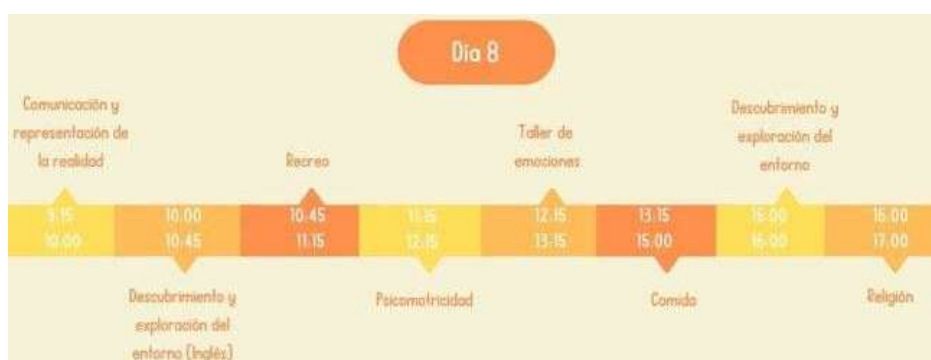 Día 8
Comunicación y
representación de
la realidad
Recreo
Taller de
emociones
Descubrimiento y
exploración del
entorno
9.15
10.00
10.00
10:45
10:45
11.15
11.15
12:15
12:15
13:15
13:15
15.00
15:00
16:00
16.00
17.00
Descubrimiento y
exploración del
entorno (Inglés)
Psicomotricidad
Comida
Religión